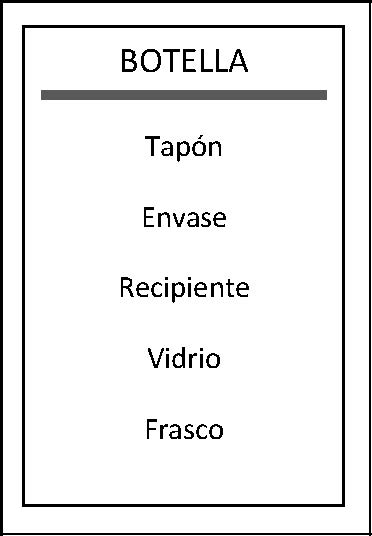 BOTELLA
Tapón
Envase
Recipiente
Vidrio
Frasco